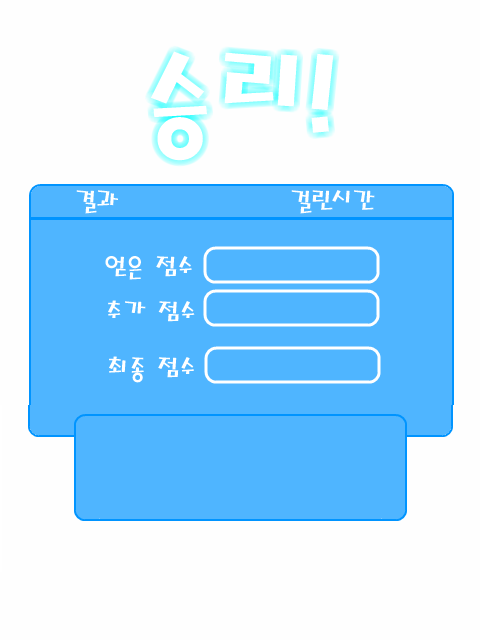 승리!
결과 걸린시간
얻은 점수
추가 점수
최종 점수